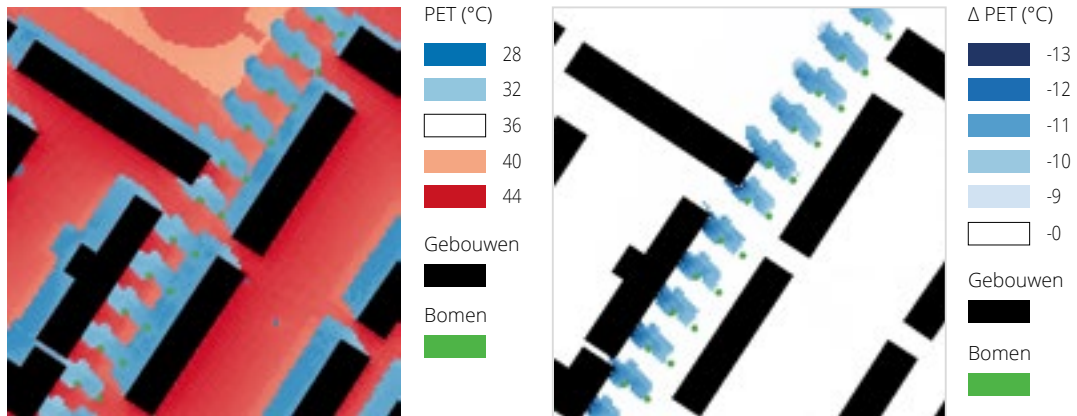 PET (°C)
28
32
36
40
44
Gebouwen
Bomen
Δ PET (°C)
-13
-12
-11
-10
-9
-0
Gebouwen
Bomen